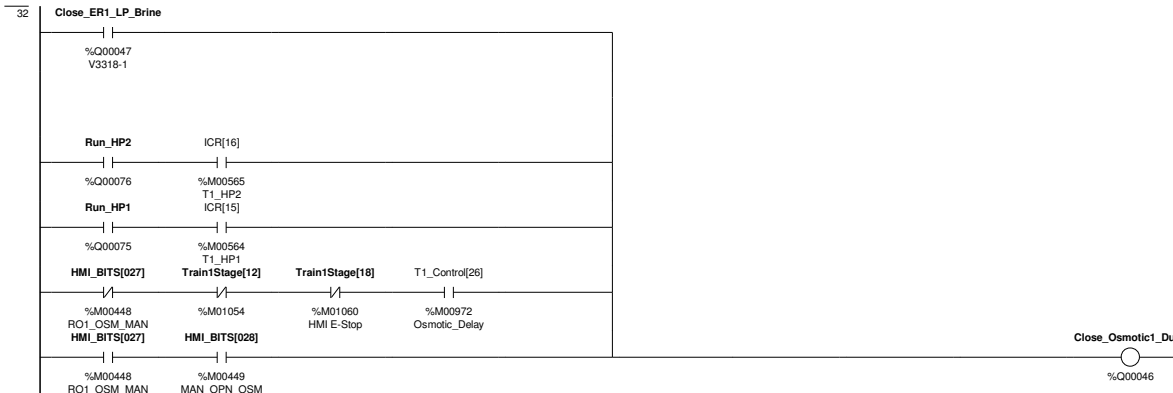 32 Close_ER1_LP_Brine
%Q00047
V3318-1
Run_HP2 ICR[16]
%Q00076 %M00565
T1_HP2
Run_HP1 ICR[15]
%Q00075 %M00564
T1_HP1
HMI_BITS[027] Train1Stage[12] Train1Stage[18] T1_Control[26]
%M00448 %M01054 %M01060 %M00972
RO1_OSM_MAN HMI E-Stop Osmotic_Delay
HMI_BITS[027] HMI_BITS[028] Close_Osmotic1_Du
%M00448 %M00449 %Q00046
RO1_OSM_MAN MAN_OPN_OSM